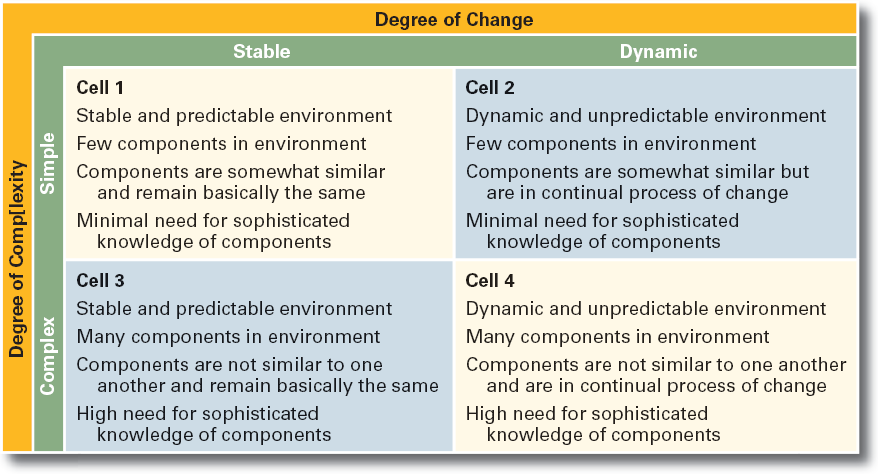 Degree of Change
Stable
Dynamic
Degree of Comp[lexity
Simple
Cell 1
Stable and predictable environment
Few components in environment
Components are somewhat similar
and remain basically the same
Minimal need for sophisticated
knowledge of components
Cell 2
Dynamic and unpredictable environment
Few components in environment
Components are somewhat similar but
are in continual process of change
Minimal need for sophisticated
knowledge of components
Complex
Cell 3
Stable and predictable environment
Many components in environment
Components are not similar to one
another and remain basically the same
High need for sophisticated
knowledge of components
Cell 4
Dynamic and unpredictable environment
Many components in environment
Components are not similar to one another
and are in continual process of change
High need for sophisticated
knowledge of components